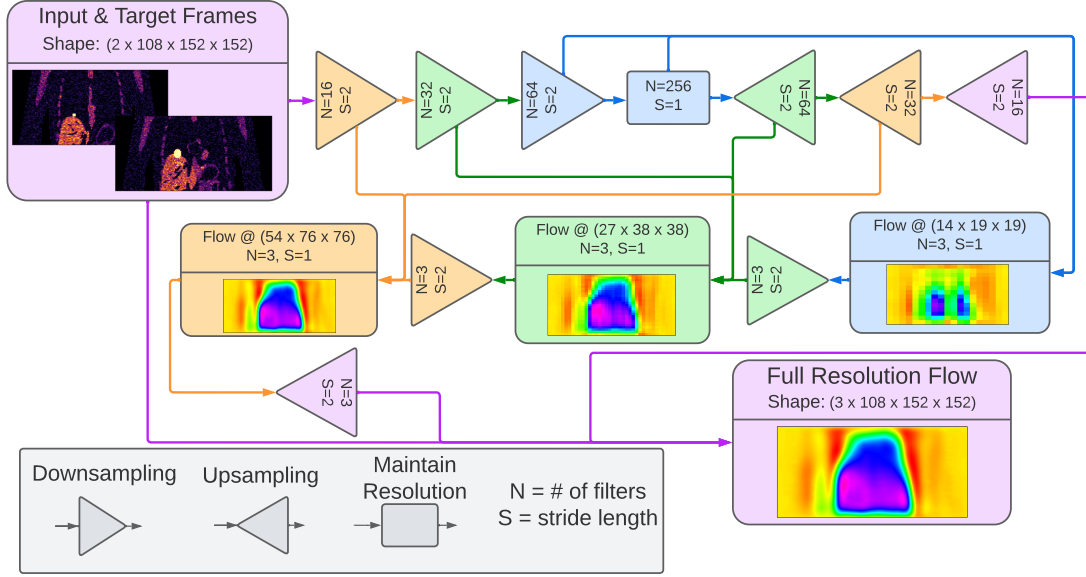 Input & Target Frames
Shape: (2 x 108 x 152 x 152)
N=16
S=2
N=32
S=2
N=64
S=2
N=256
S=1
N=64
S=2
N=32
S=2
N=16
S=2
Flow @ (54 x 76 x 76)
N=3, S=1
N=3
S=2
Flow @ (27 x 38 x 38)
N=3, S=1
N=3
S=2
Flow @ (14 x 19 x 19)
N=3, S=1
N=3
S=2
Full Resolution Flow
Shape: (3 x 108 x 152 x 152)
Downsampling
Upsampling
Maintain
Resolution
N = # of filters
S = stride length